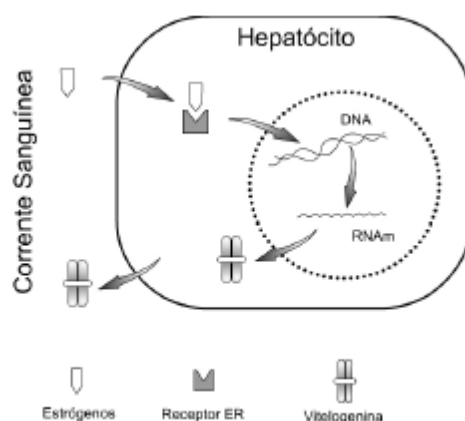 Hepatócito
Corrente Sanguínea
DNA
RNAm
Estrógenos
Receptor ER
Vitelogenina